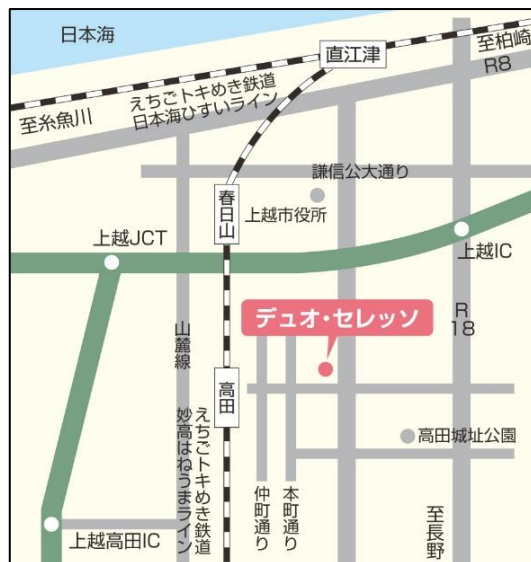 日本海
直江津
至柏崎
R8
えちごトキめき鉄道
日本海ひすいライン
至糸魚川
謙信公大通り
春日山
上越市役所
上越JCT
上越IC
デュオ・セレッソ
R
18
山麓線
高田
高田城址公園
えちごトキめき鉄道
妙高はねうまライン
仲町通り
本町通り
至長野
上越高田IC